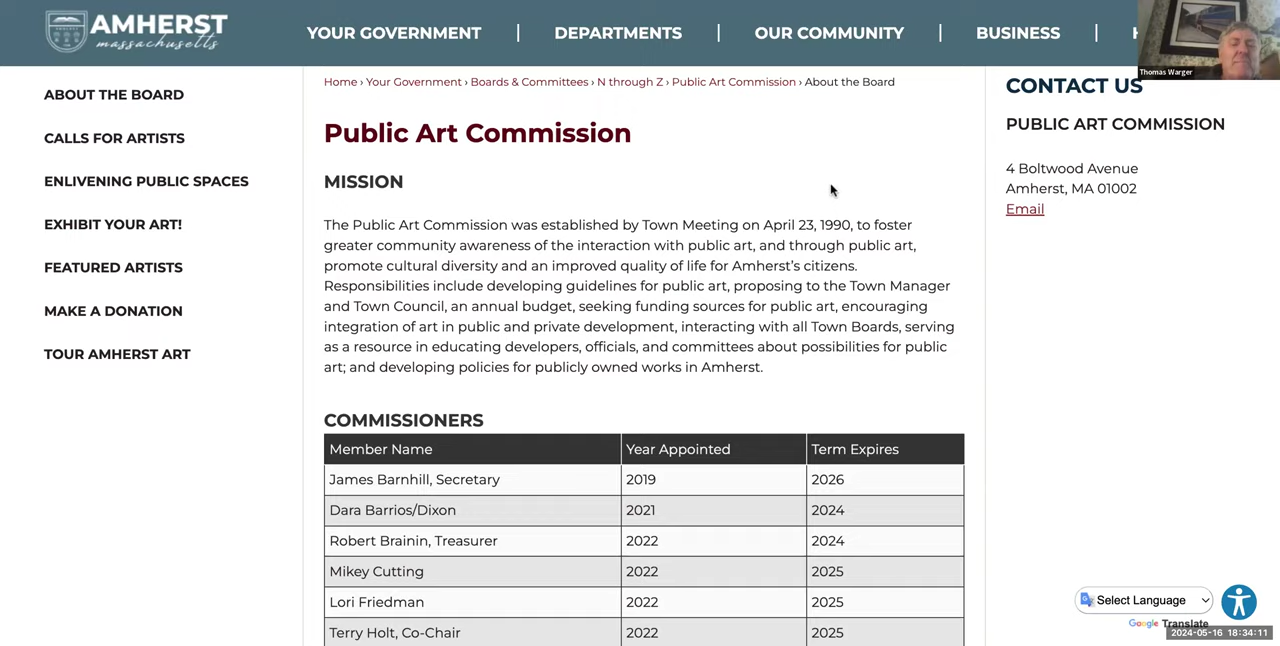 AMHERST
massachusetts
YOUR GOVERNMENT
DEPARTMENTS
OUR COMMUNITY
BUSINESS
H
Thomas Warger
ABOUT THE BOARD
CALLS FOR ARTISTS
ENLIVENING PUBLIC SPACES
EXHIBIT YOUR ART!
FEATURED ARTISTS
MAKE A DONATION
TOUR AMHERST ART
Home › Your Government › Boards & Committees › N through Z › Public Art Commission › About the Board
Public Art Commission
MISSION
The Public Art Commission was established by Town Meeting on April 23, 1990, to foster
greater community awareness of the interaction with public art, and through public art,
promote cultural diversity and an improved quality of life for Amherst's citizens.
Responsibilities include developing guidelines for public art, proposing to the Town Manager
and Town Council, an annual budget, seeking funding sources for public art, encouraging
integration of art in public and private development, interacting with all Town Boards, serving
as a resource in educating developers, officials, and committees about possibilities for public
art; and developing policies for publicly owned works in Amherst.
COMMISSIONERS
Member Name Year Appointed Term Expires
James Barnhill, Secretary 2019 2026
Dara Barrios/Dixon 2021 2024
Robert Brainin, Treasurer 2022 2024
Mikey Cutting 2022 2025
Lori Friedman 2022 2025
Terry Holt, Co-Chair 2022 2025
CONTACT US
PUBLIC ART COMMISSION
4 Boltwood Avenue
Amherst, MA 01002
Email
Select Language
Google Translate
2024-05-16 18:34:11